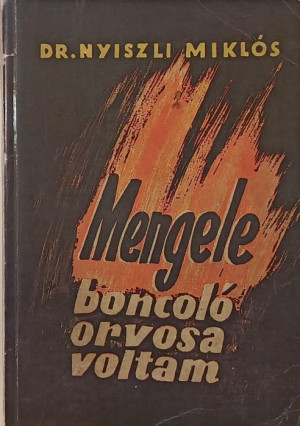 DR. NYISZLI MIKLÓS
Mengele
boncoló
orvosa
voltam